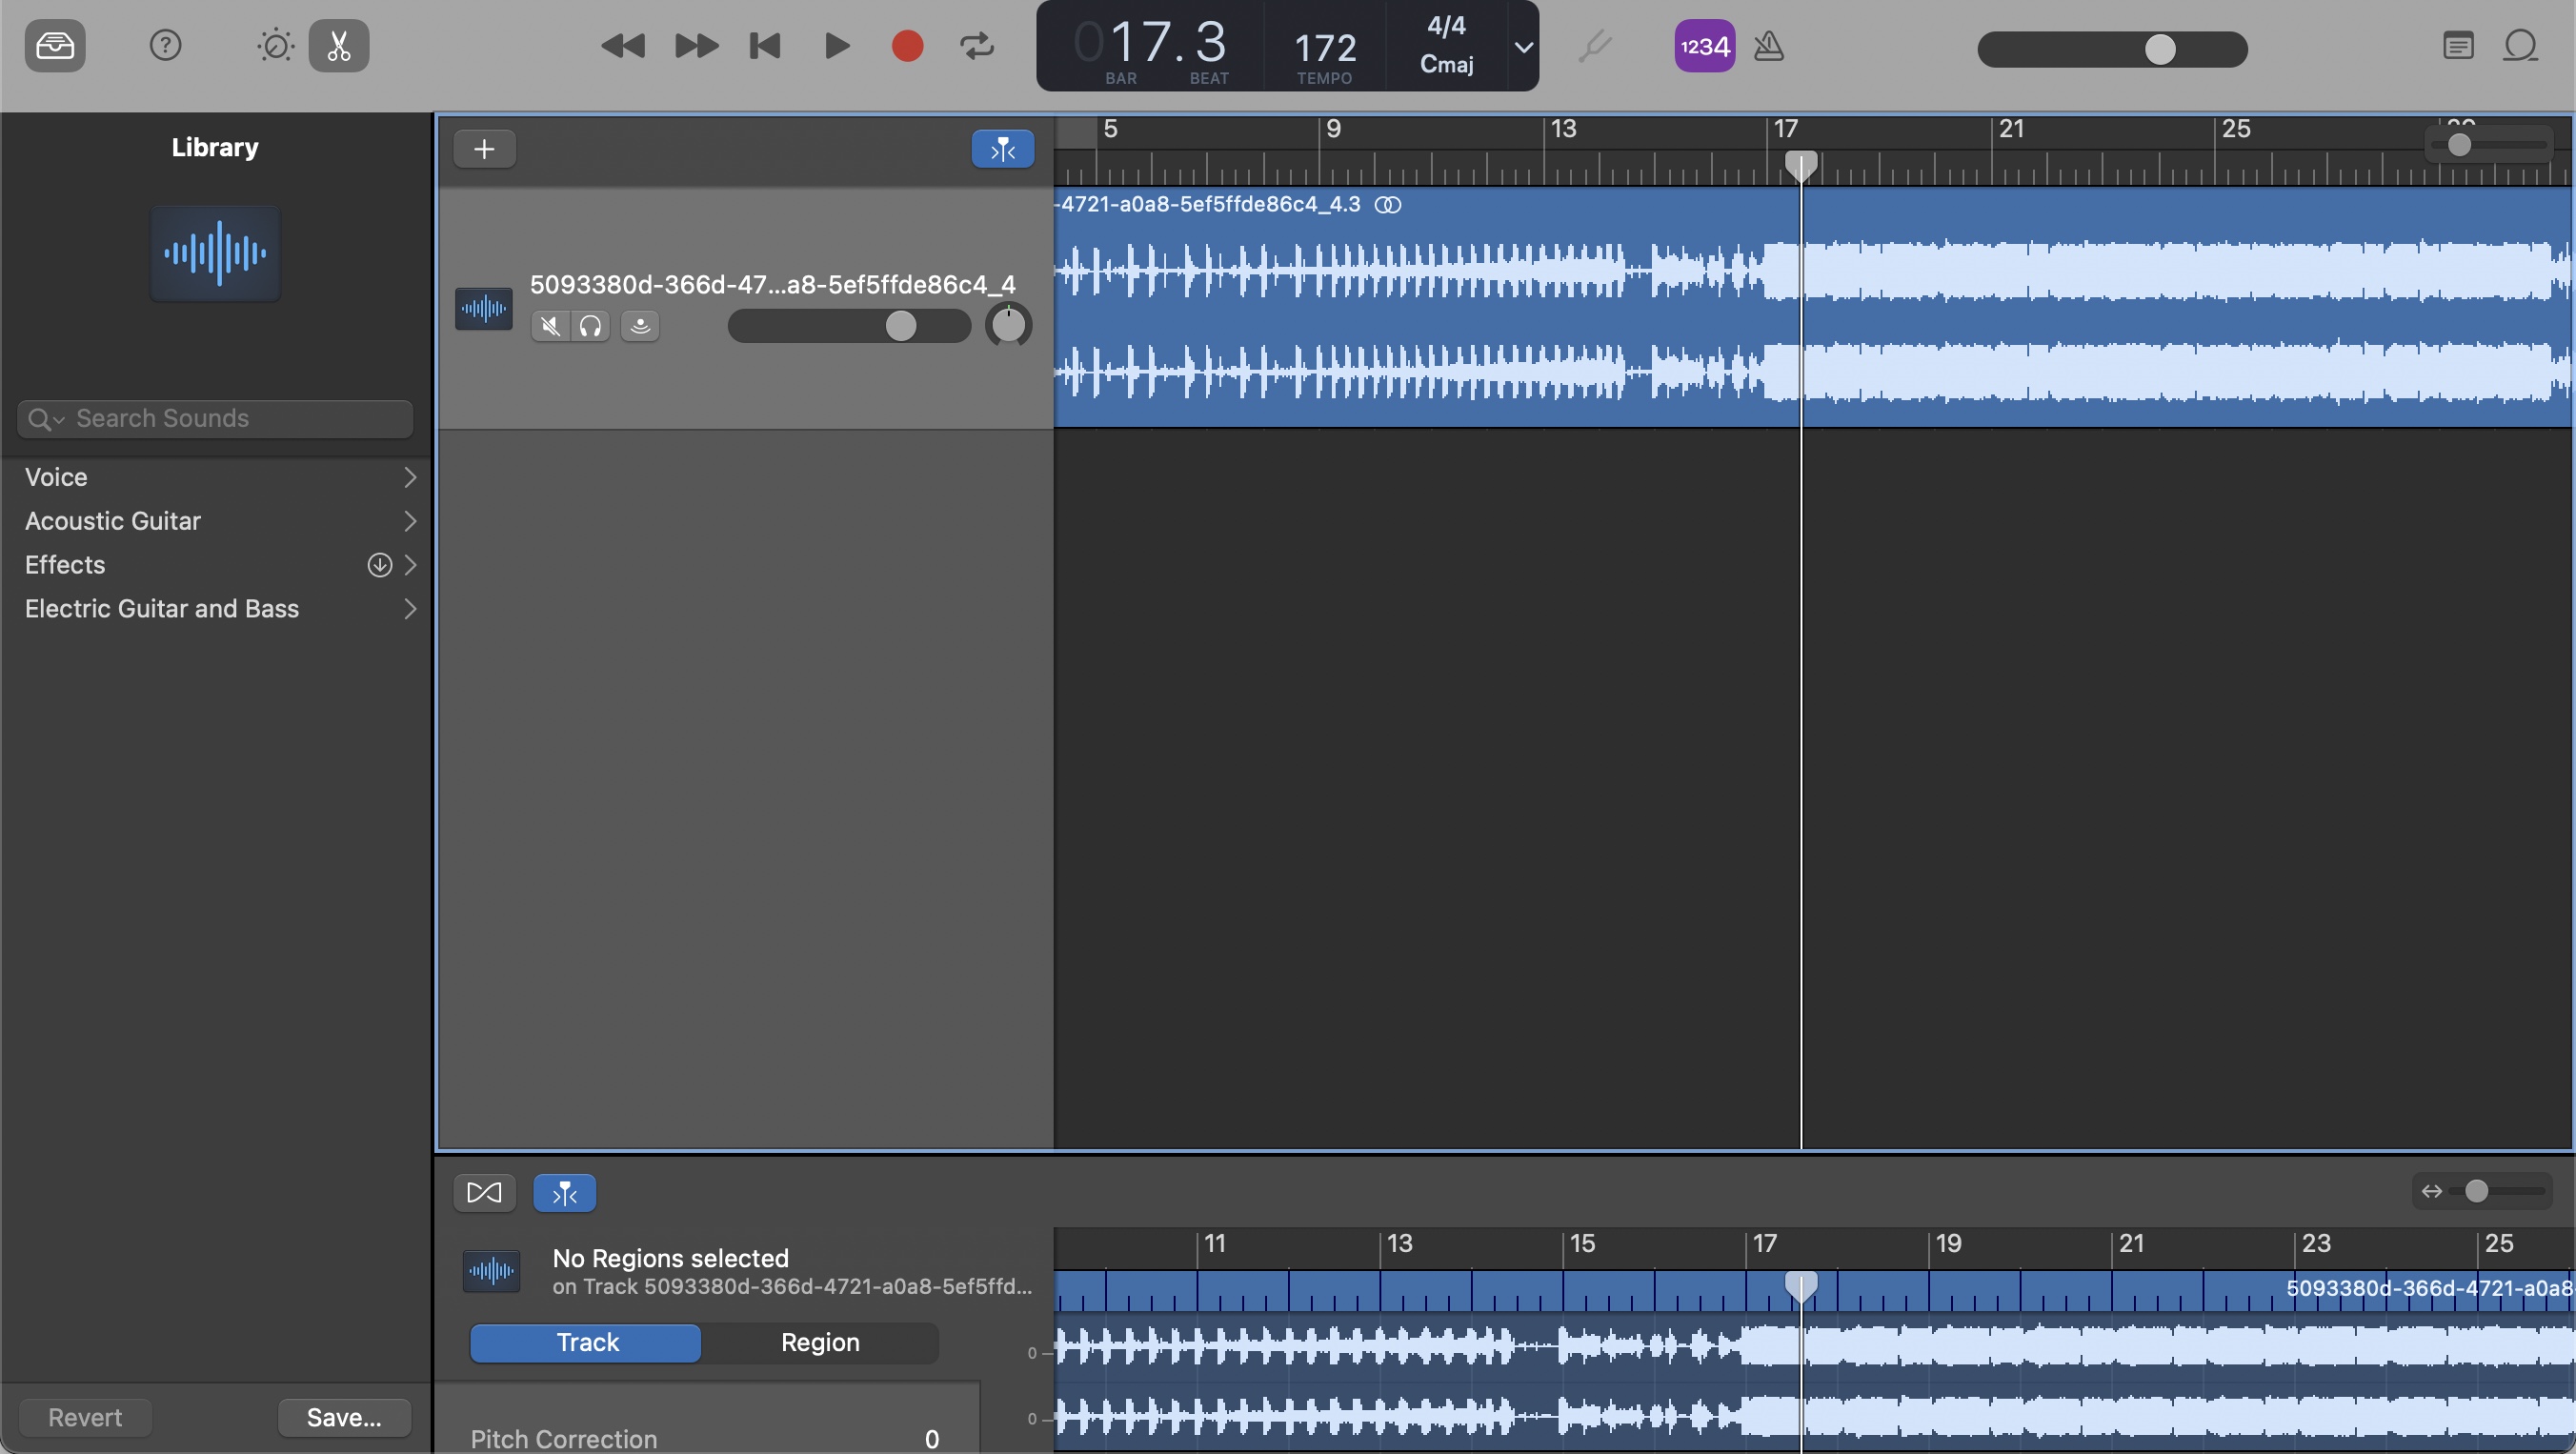 017.3
BAR
BEAT
172
TEMPO
4/4
Cmaj
1234
Library
Search Sounds
Voice
Acoustic Guitar
Effects
Electric Guitar and Bass
Revert
Save...
5
9
13
17
21
25
-4721-a0a8-5ef5ffde86c4_4.3
5093380d-366d-47...a8-5ef5ffde86c4_4
No Regions selected
on Track 5093380d-366d-4721-a0a8-5ef5ffd...
Track
Region
Pitch Correction
0
11
13
15
17
19
21
23
25
5093380d-366d-4721-a0a8
0
0